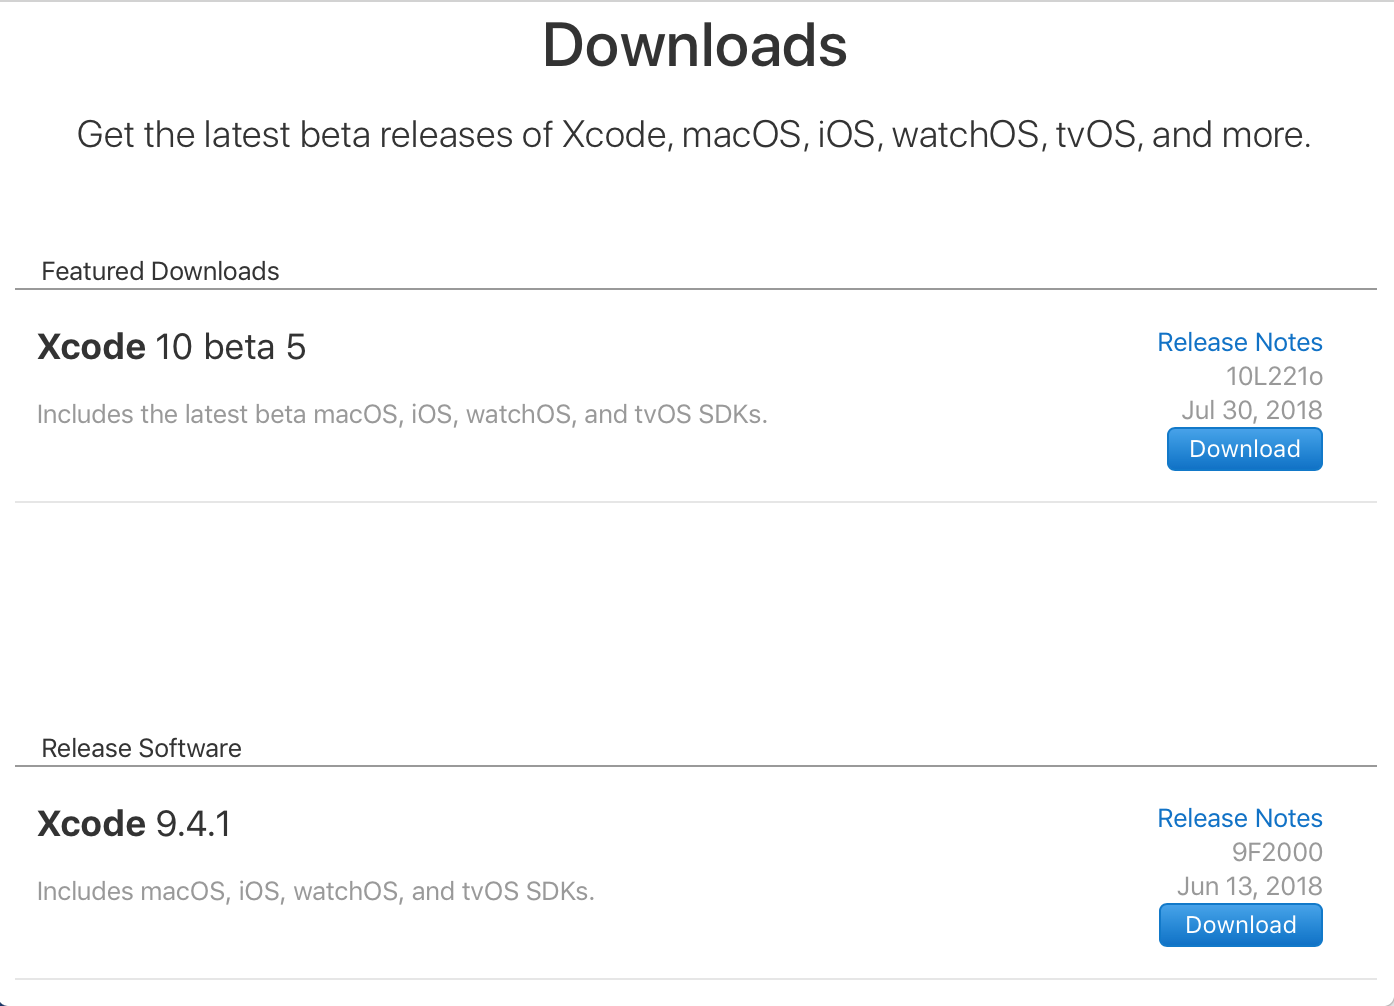 Downloads
Get the latest beta releases of Xcode, macOS, iOS, watchOS, tvOS, and more.
Featured Downloads
Xcode 10 beta 5
Release Notes
10L221o
Includes the latest beta macOS, iOS, watchOS, and tvOS SDKs.
Jul 30, 2018
Download
Release Software
Xcode 9.4.1
Release Notes
9F2000
Includes macOS, iOS, watchOS, and tvOS SDKs.
Jun 13, 2018
Download